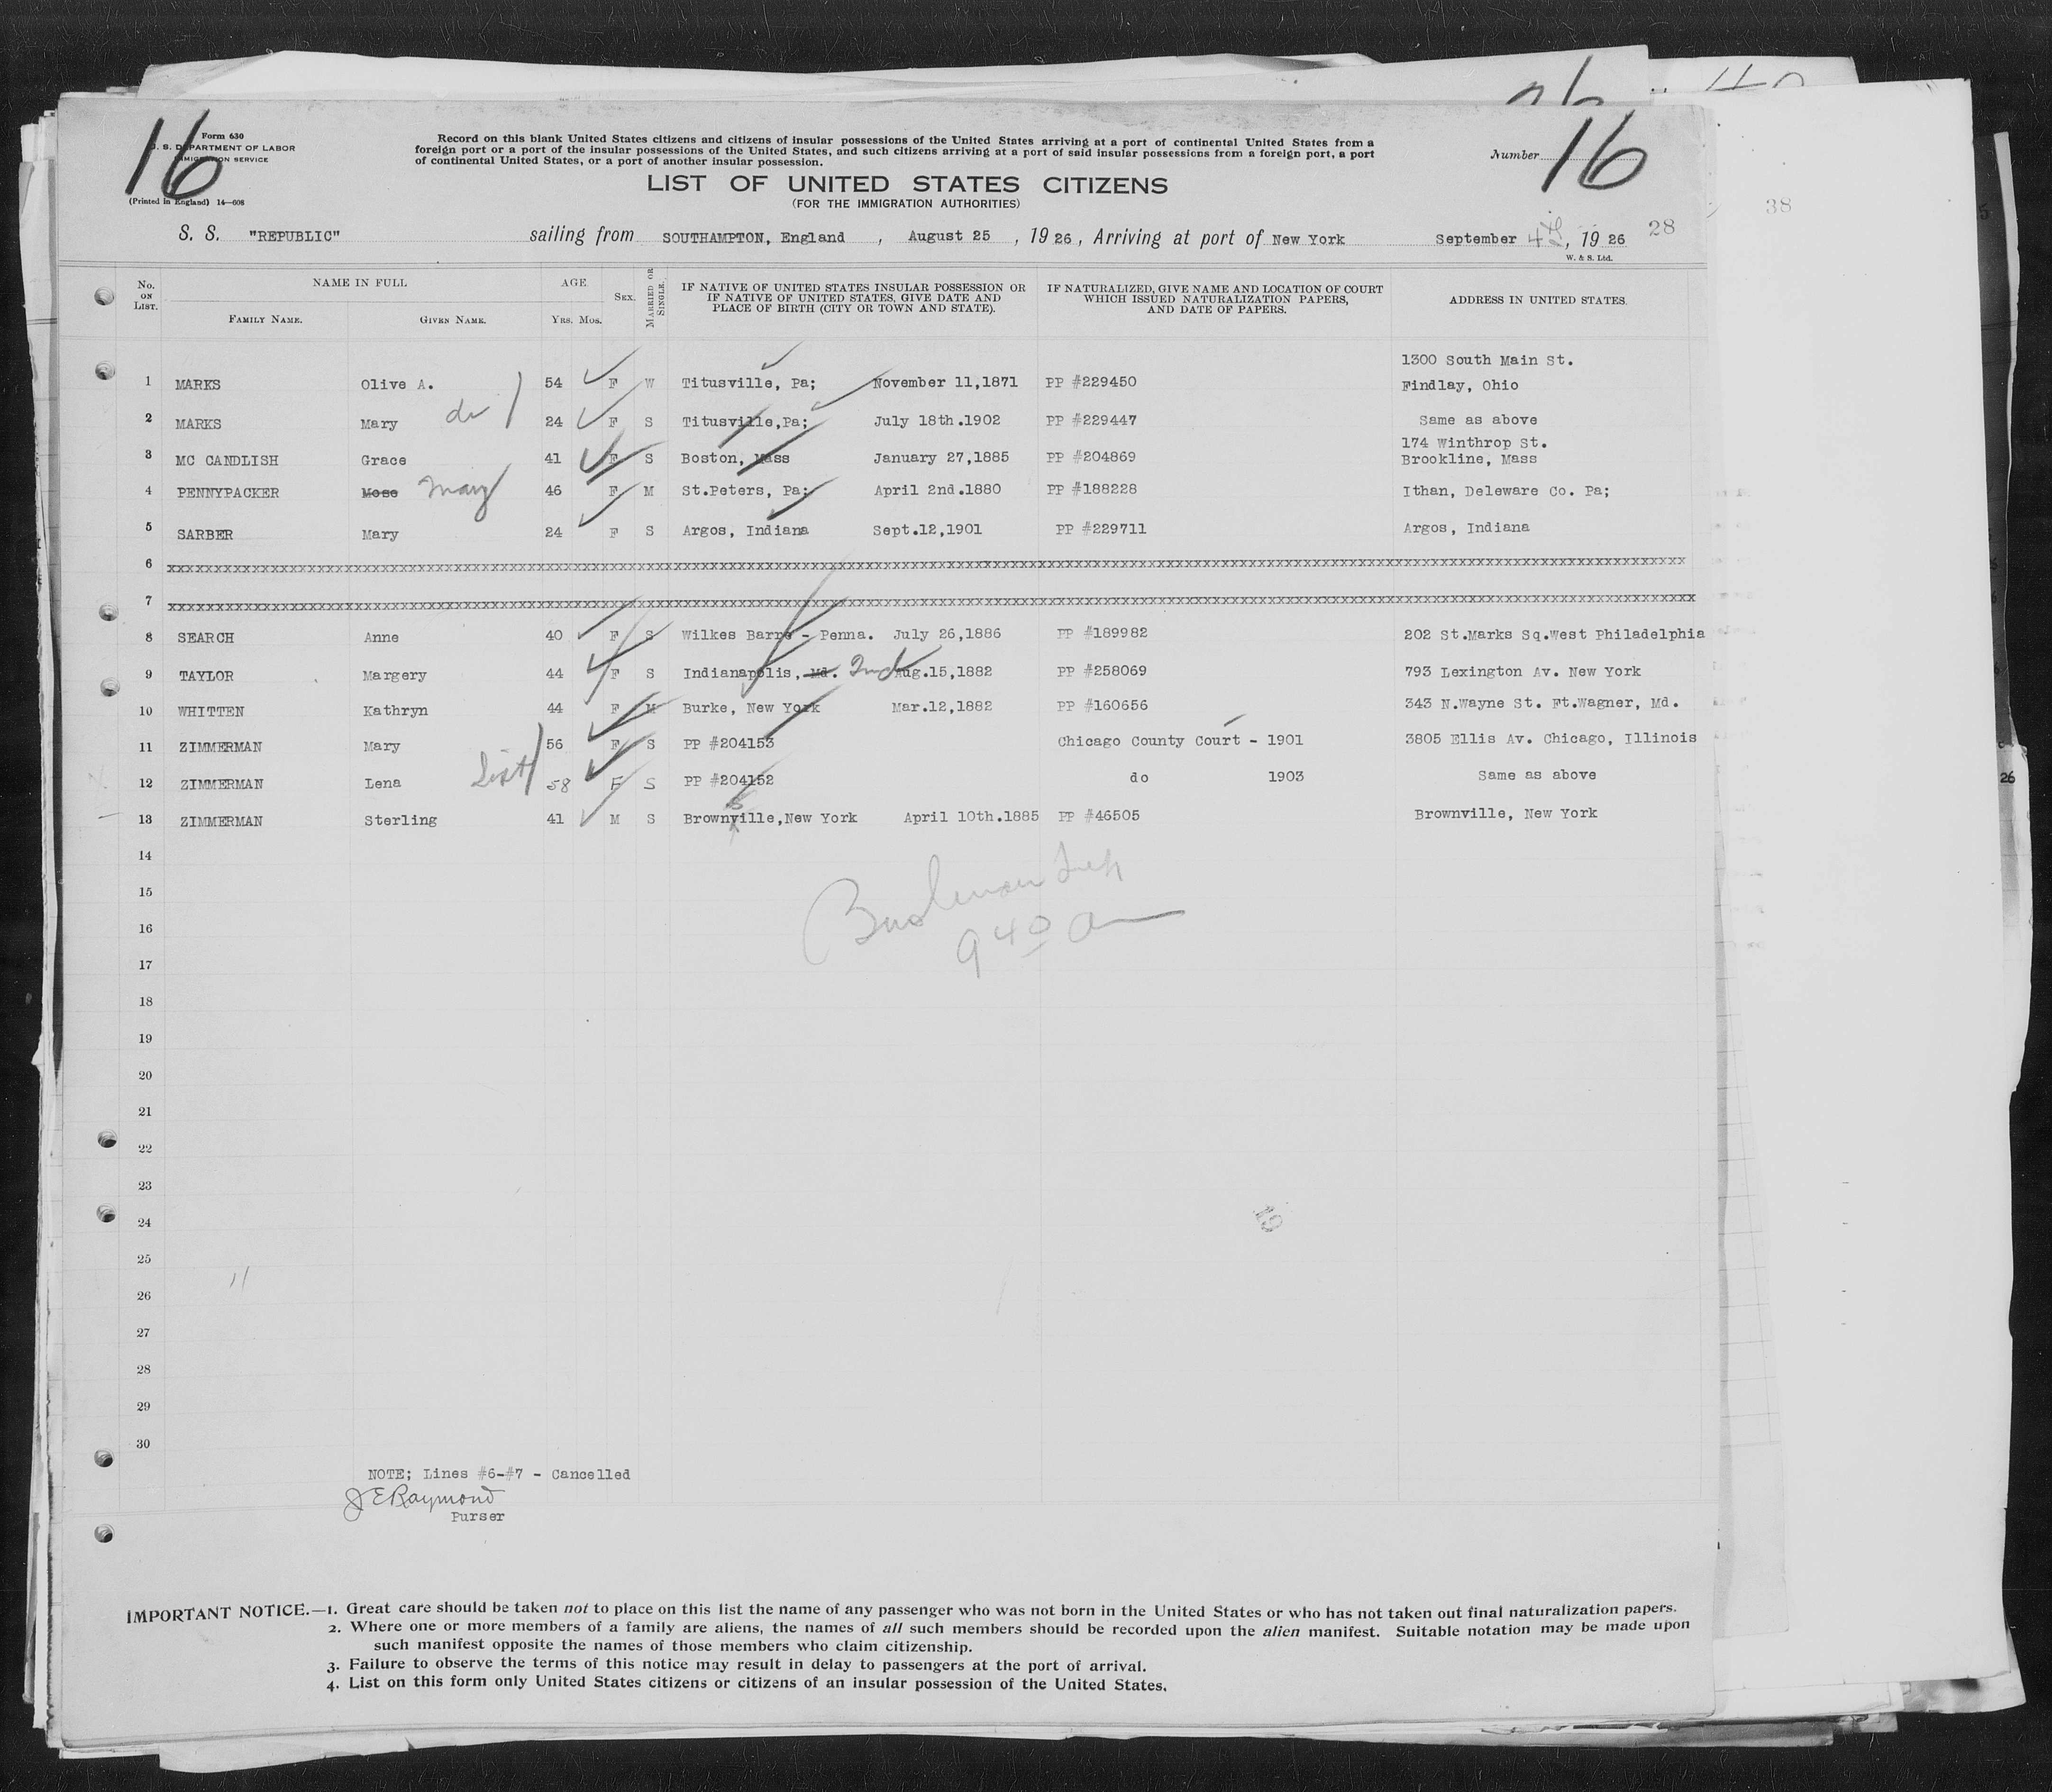 16
Form 630
U. S. DEPARTMENT OF LABOR
IMMIGRATION SERVICE
(Printed in England) 14—608
Record on this blank United States citizens and citizens of insular possessions of the United States arriving at a port of continental United States from a
foreign port or a port of the insular possessions of the United States, and such citizens arriving at a port of said insular possessions from a foreign port, a port
of continental United States, or a port of another insular possession.
Number 16
LIST OF UNITED STATES CITIZENS
(FOR THE IMMIGRATION AUTHORITIES)
S. S. "REPUBLIC" sailing from SOUTHAMPTON, England, August 25, 1926, Arriving at port of New York September 4th, 1926 28
W. & S. Ltd.
38
No. ON LIST. NAME IN FULL FAMILY NAME. GIVEN NAME. AGE. YRS. MOS. SEX. MARRIED OR SINGLE. IF NATIVE OF UNITED STATES INSULAR POSSESSION OR IF NATIVE OF UNITED STATES, GIVE DATE AND PLACE OF BIRTH (CITY OR TOWN AND STATE). IF NATURALIZED, GIVE NAME AND LOCATION OF COURT WHICH ISSUED NATURALIZATION PAPERS, AND DATE OF PAPERS. ADDRESS IN UNITED STATES.
1300 South Main St.
1 MARKS Olive A. 54 F W Titusville, Pa; November 11,1871 PP #229450 Findlay, Ohio
2 MARKS Mary 24 F S Titusville,Pa; July 18th.1902 PP #229447 Same as above
174 Winthrop St.
3 MC CANDLISH Grace 41 F S Boston, Mass January 27,1885 PP #204869 Brookline, Mass
4 PENNYPACKER Mose Mary 46 F M St.Peters, Pa; April 2nd.1880 PP #188228 Ithan, Deleware Co. Pa;
5 SARBER Mary 24 F S Argos, Indiana Sept.12,1901 PP #229711 Argos, Indiana
6 xxxxxxxxxxxxxxxxxxxxxxxxxxxxxxxxxxxxxxxx
7 xxxxxxxxxxxxxxxxxxxxxxxxxxxxxxxxxxxxxxxx
8 SEARCH Anne 40 F S Wilkes Barre - Penna. July 26,1886 PP #189982 202 St.Marks Sq.West Philadelphia
9 TAYLOR Margery 44 F S Indianapolis, Md. Ind Aug.15,1882 PP #258069 793 Lexington Av. New York
10 WHITTEN Kathryn 44 F M Burke, New York Mar.12,1882 PP #160656 343 N.Wayne St. Ft.Wagner, Md.
11 ZIMMERMAN Mary 56 F S PP #204153 Chicago County Court - 1901 3805 Ellis Av. Chicago, Illinois
12 ZIMMERMAN Lena 58 F S PP #204152 do 1903 Same as above
13 ZIMMERMAN Sterling 41 M S Brownville,New York April 10th.1885 PP #46505 Brownville, New York
14
15
16
9 40 am
17
18
19
20
21
22
23
24
19
25
26
27
28
29
30
NOTE; Lines #6-#7 - Cancelled
J E Raymond
Purser
IMPORTANT NOTICE.—1. Great care should be taken not to place on this list the name of any passenger who was not born in the United States or who has not taken out final naturalization papers.
2. Where one or more members of a family are aliens, the names of all such members should be recorded upon the alien manifest. Suitable notation may be made upon
such manifest opposite the names of those members who claim citizenship.
3. Failure to observe the terms of this notice may result in delay to passengers at the port of arrival.
4. List on this form only United States citizens or citizens of an insular possession of the United States.